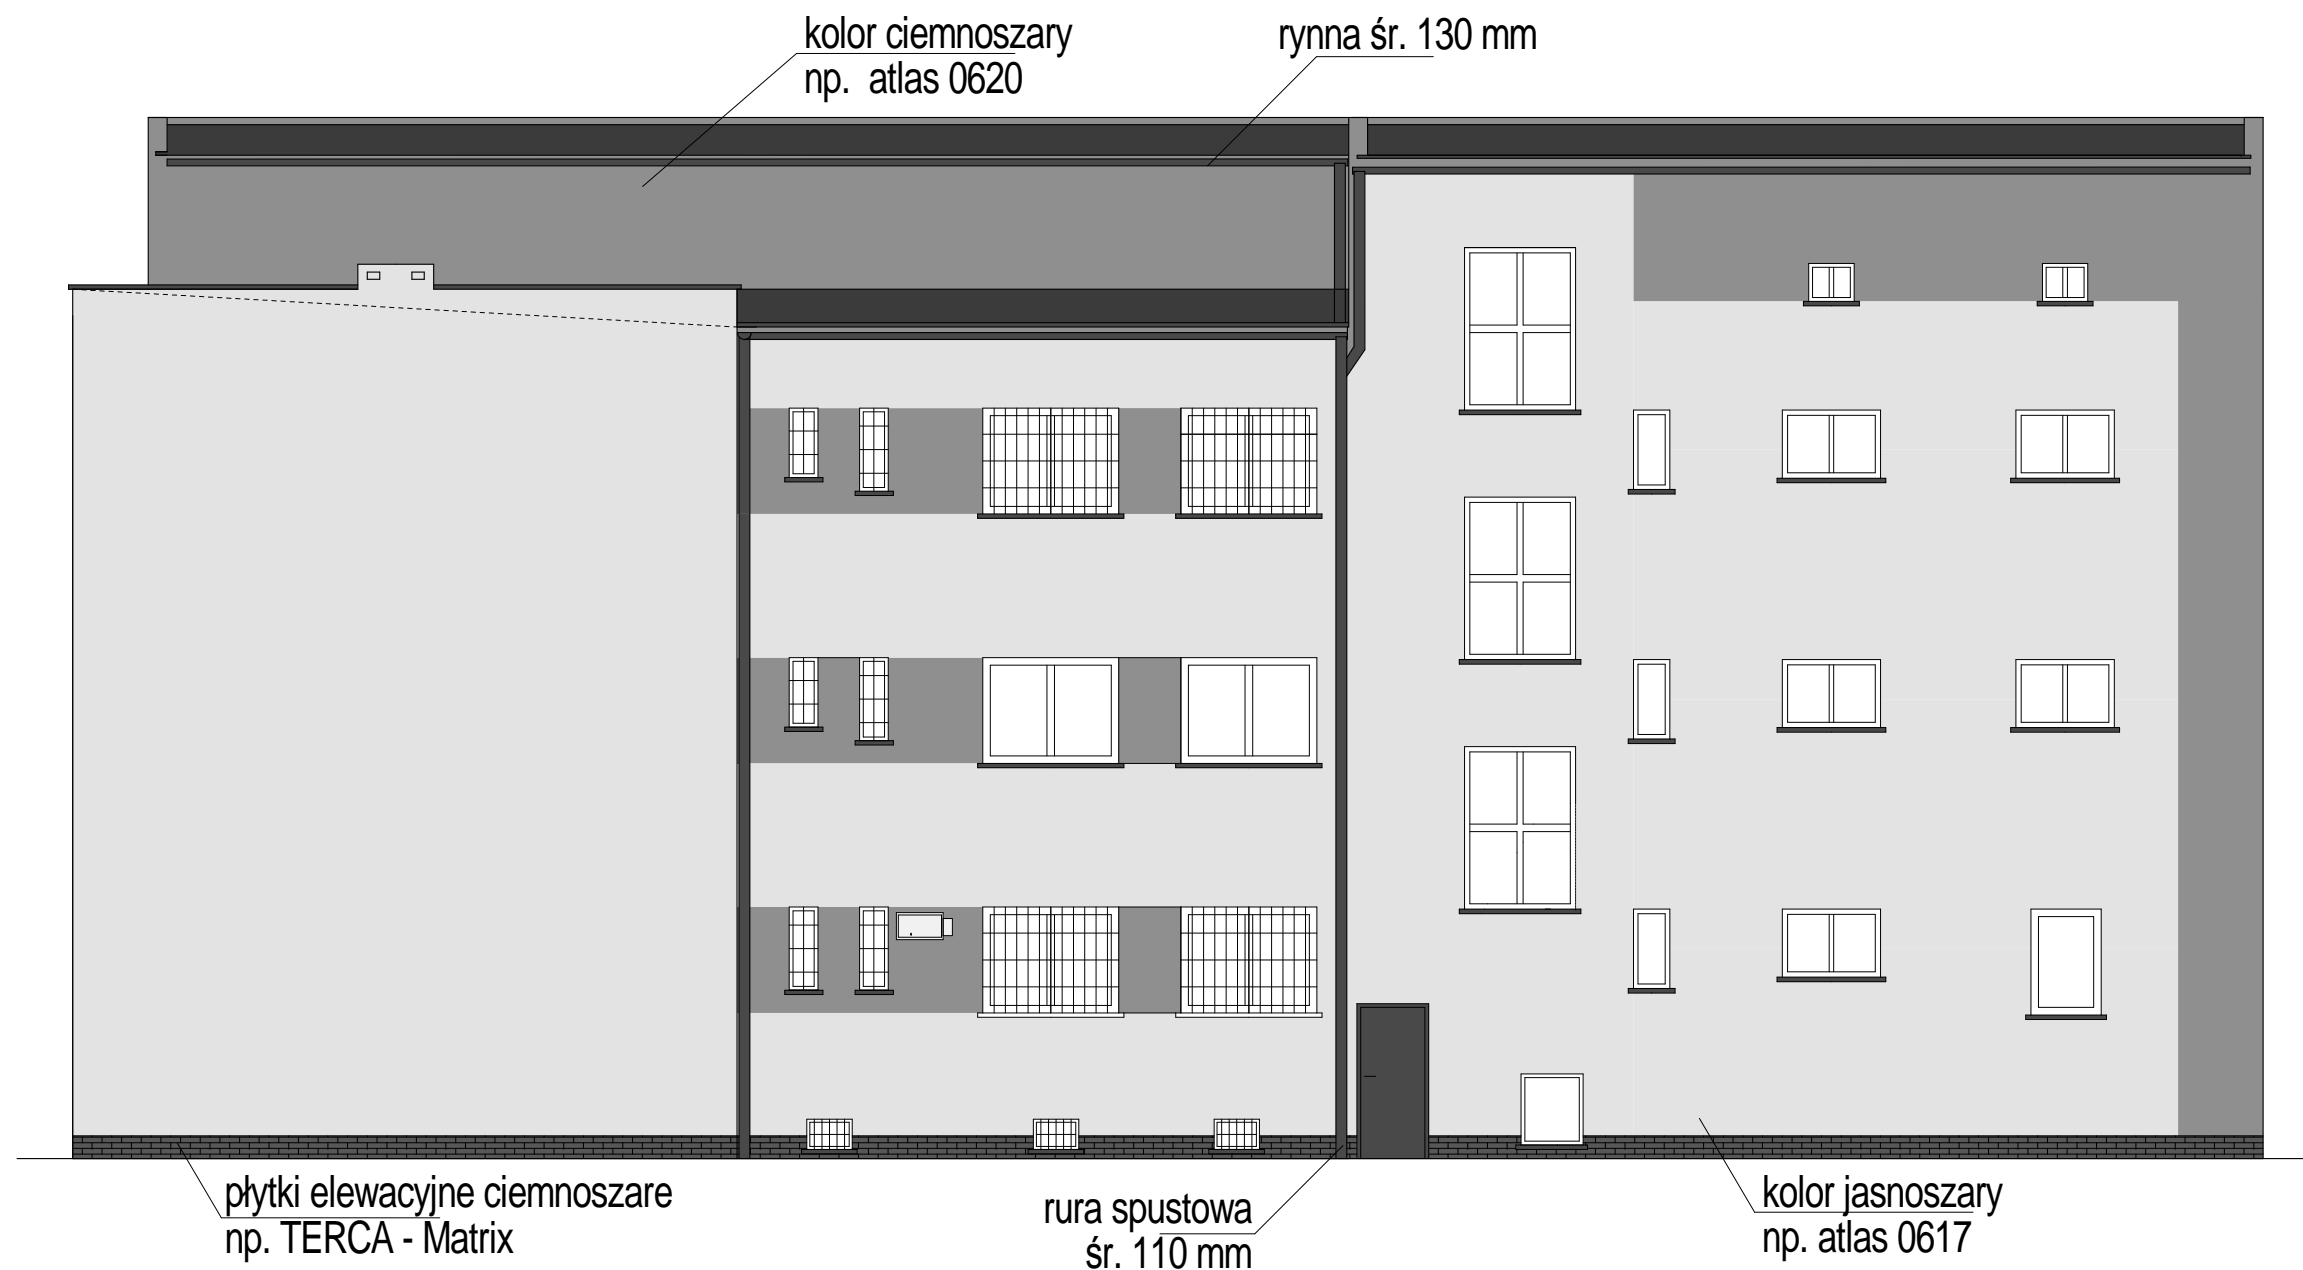 kolor ciemnoszary
np. atlas 0620
rynna śr. 130 mm
płytki elewacyjne ciemnoszare
np. TERCA - Matrix
rura spustowa
śr. 110 mm
kolor jasnoszary
np. atlas 0617